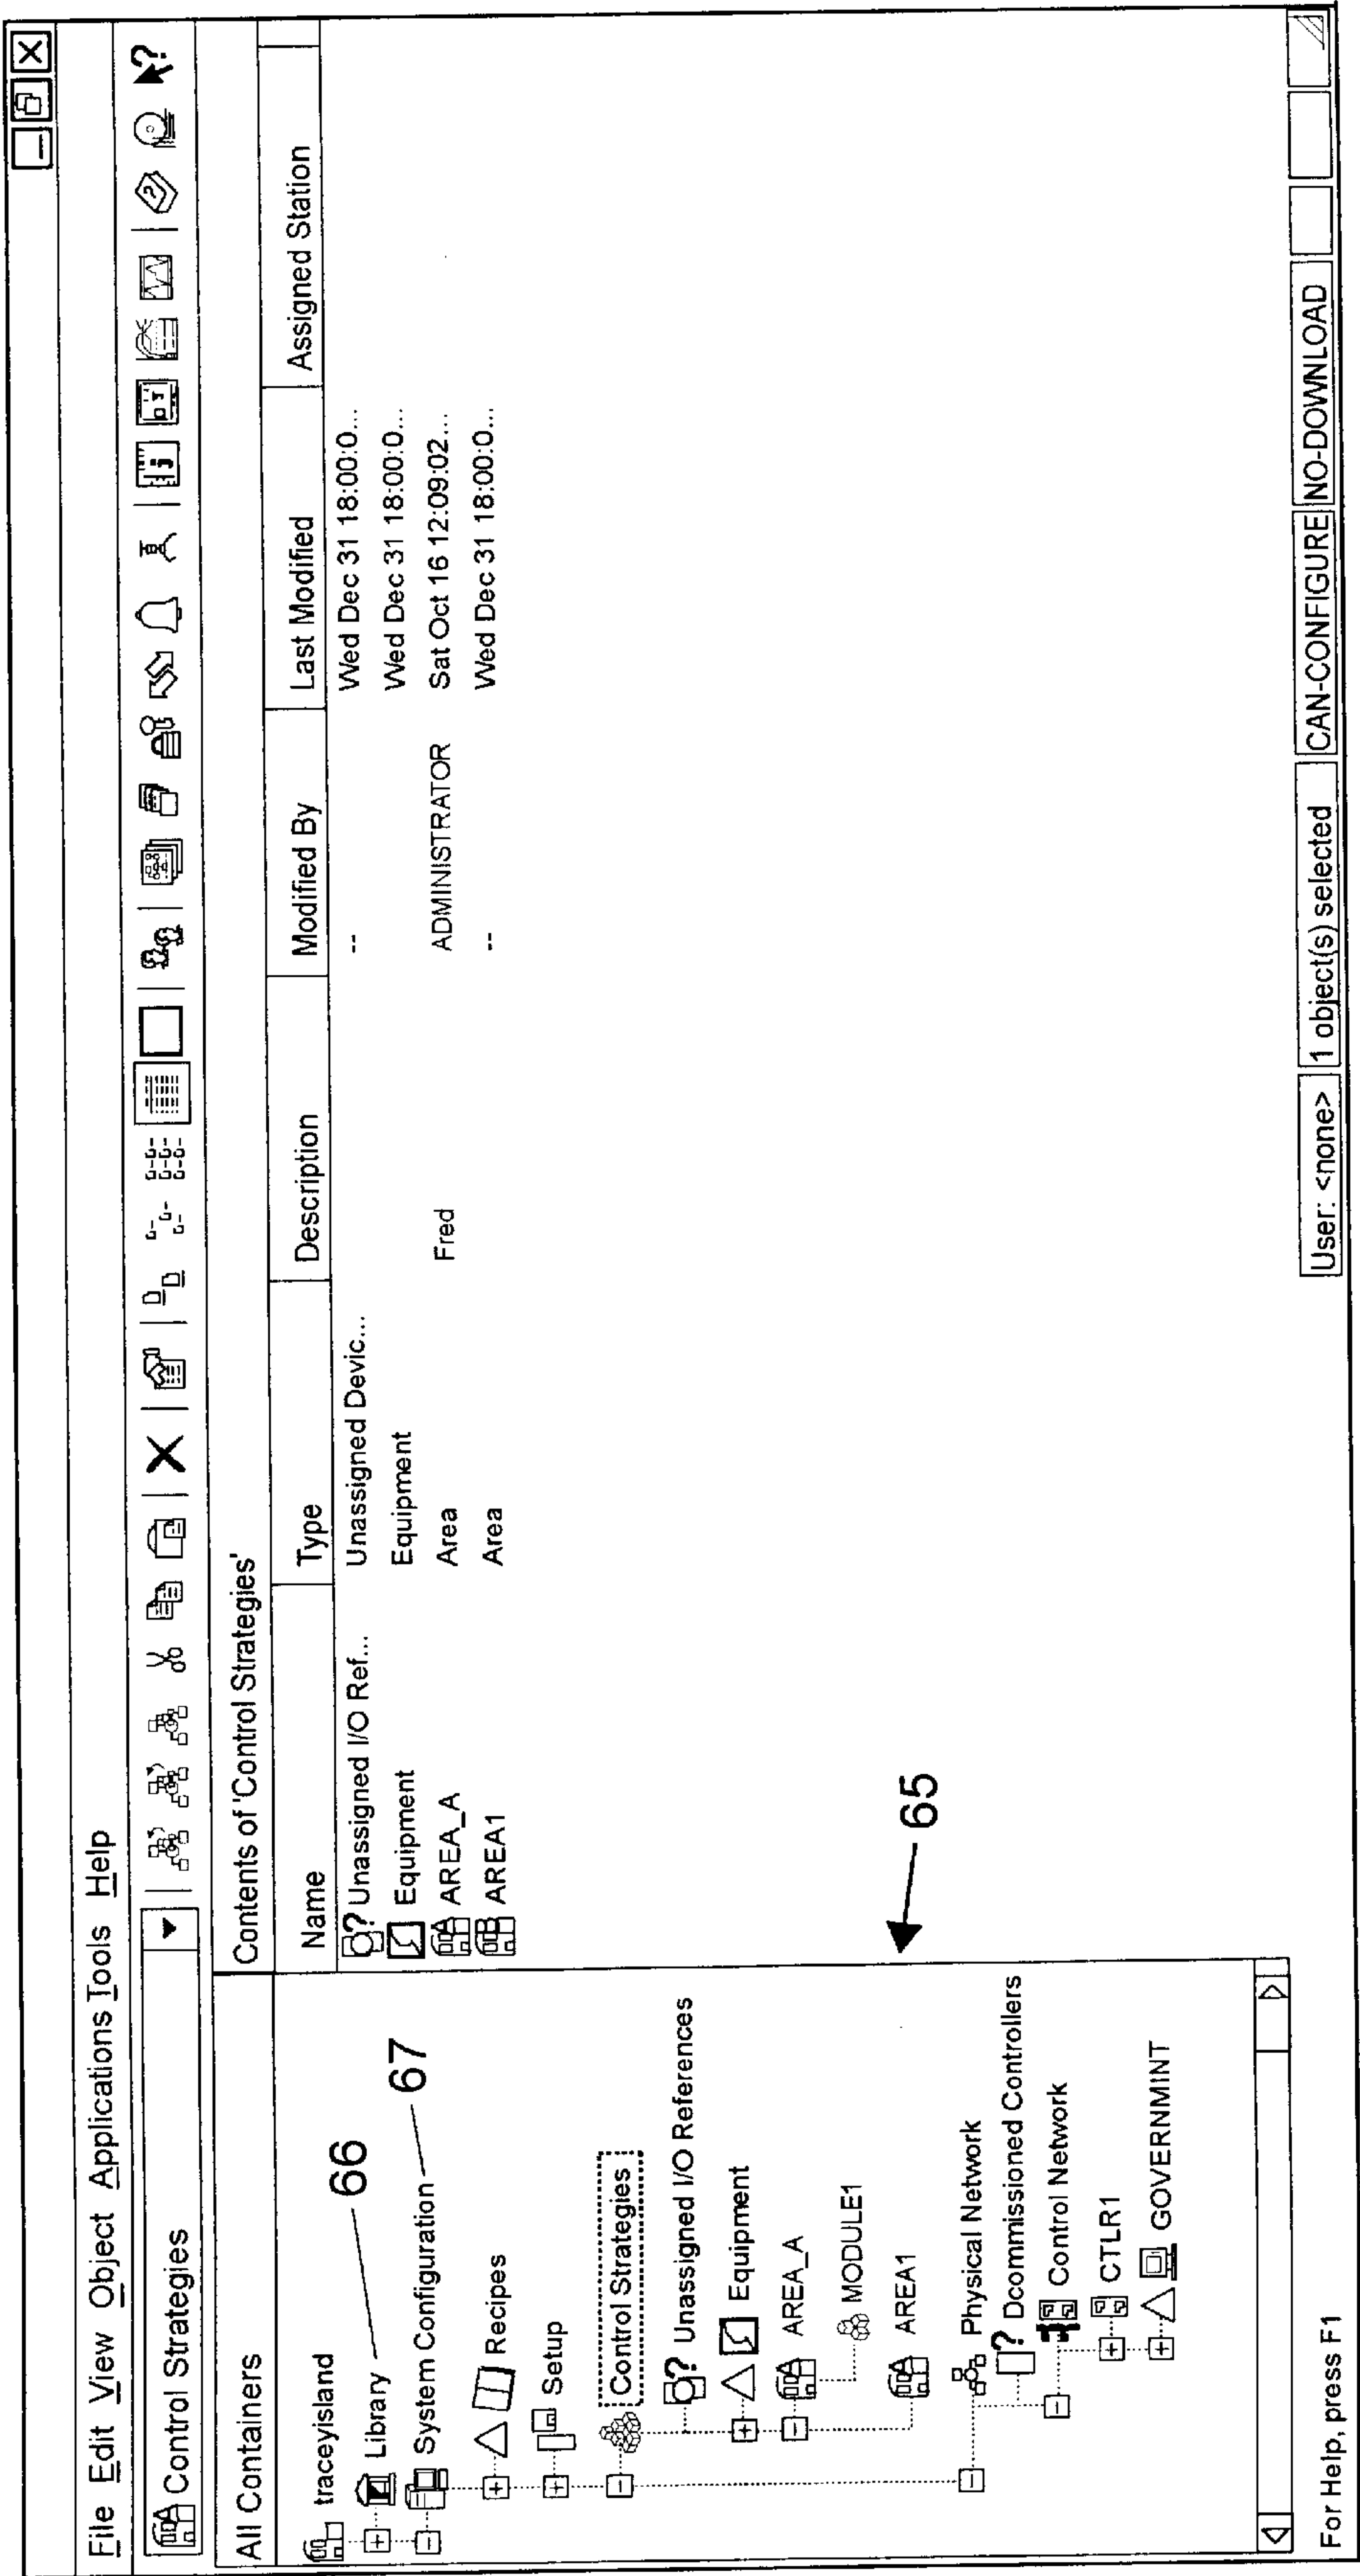 File Edit View Object Applications Tools Help
Control Strategies
All Containers
Contents of 'Control Strategies'
traceyisland
Library
66
System Configuration
67
Recipes
Setup
Control Strategies
Unassigned I/O References
Equipment
AREA_A
MODULE1
AREA1
Physical Network
Dcommissioned Controllers
Control Network
CTLR1
GOVERNMINT
65
Name Type Description Modified By Last Modified Assigned Station
Unassigned I/O Ref... Unassigned Devic... -- Wed Dec 31 18:00:0...
Equipment Equipment Wed Dec 31 18:00:0...
AREA_A Area Fred ADMINISTRATOR Sat Oct 16 12:09:02...
AREA1 Area -- Wed Dec 31 18:00:0...
For Help, press F1
User: <none> 1 object(s) selected CAN-CONFIGURE NO-DOWNLOAD